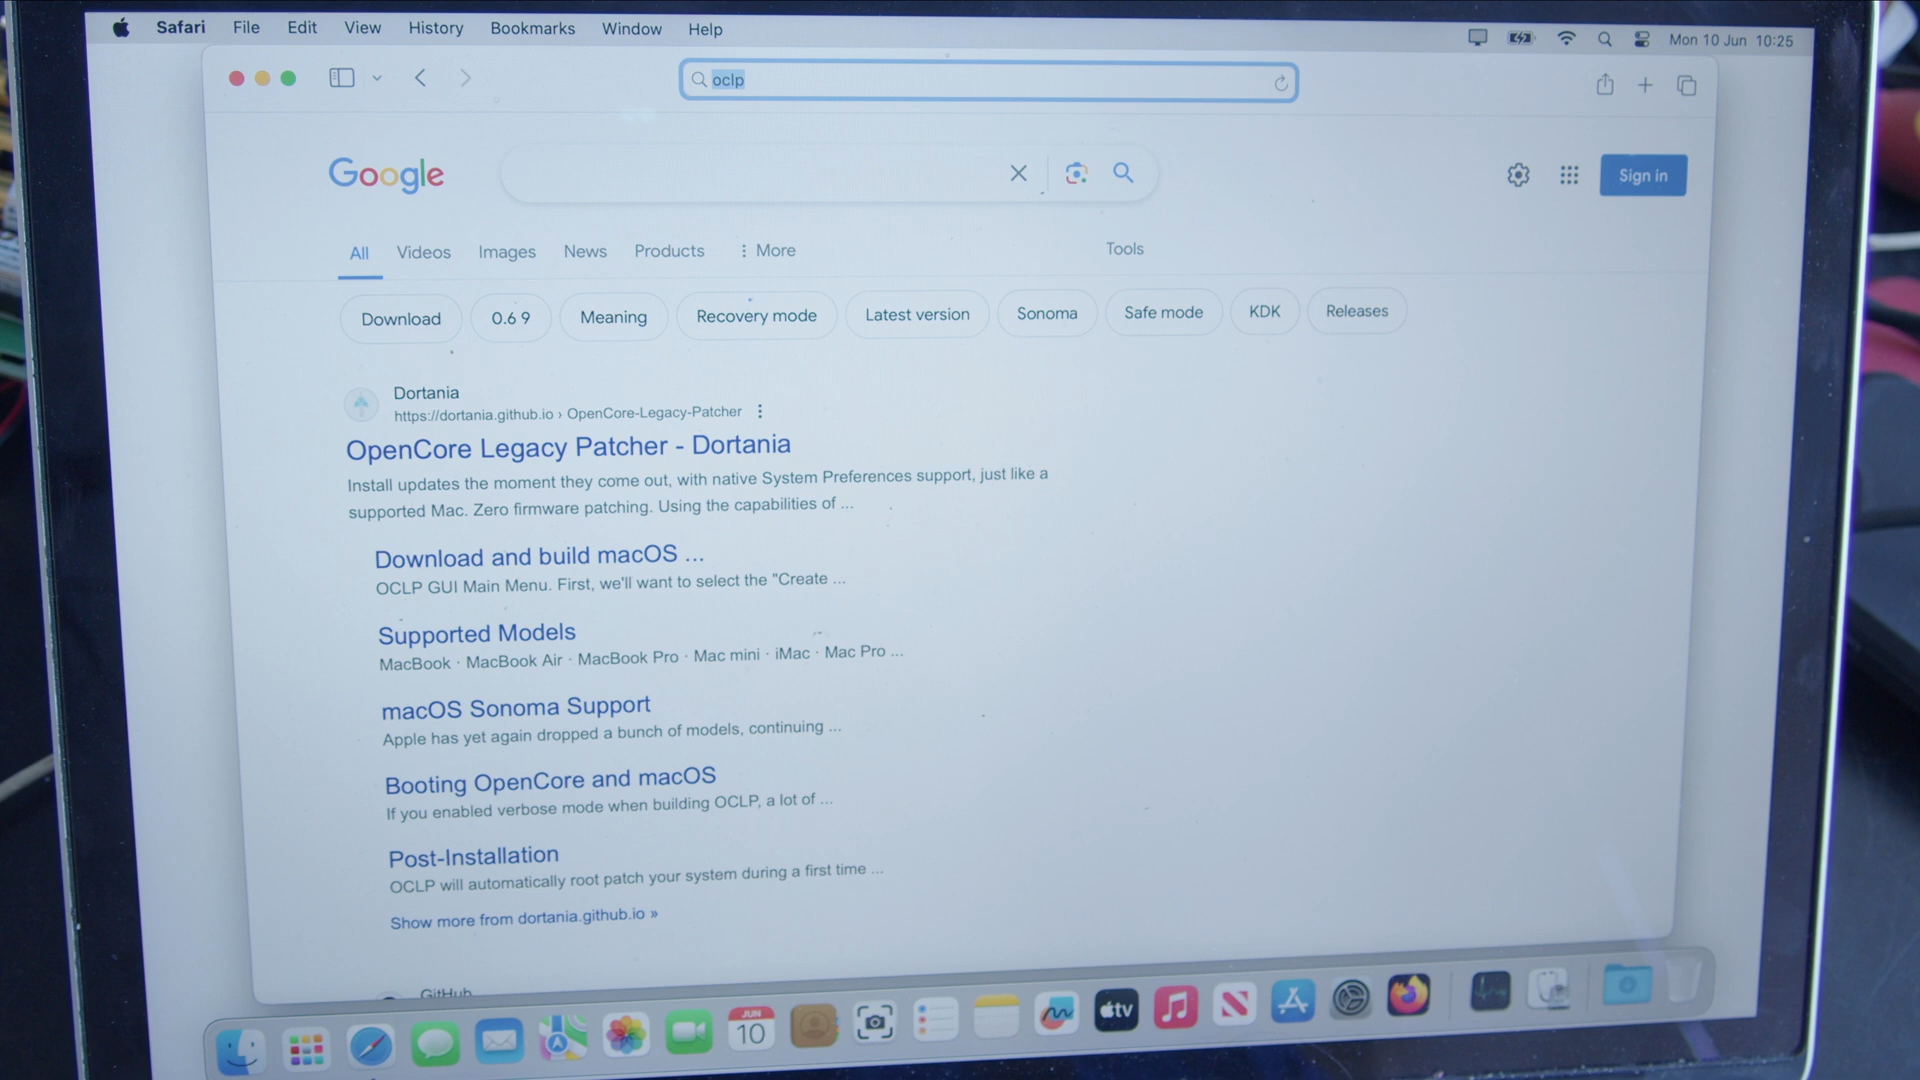 Safari File Edit View History Bookmarks Window Help
Mon 10 Jun 10:25
oclp
Google
Sign in
All Videos Images News Products More Tools
Download 0.6 9 Meaning Recovery mode Latest version Sonoma Safe mode KDK Releases
Dortania
https://dortania.github.io › OpenCore-Legacy-Patcher
OpenCore Legacy Patcher - Dortania
Install updates the moment they come out, with native System Preferences support, just like a
supported Mac. Zero firmware patching. Using the capabilities of ...
Download and build macOS ...
OCLP GUI Main Menu. First, we'll want to select the "Create ...
Supported Models
MacBook · MacBook Air · MacBook Pro · Mac mini · iMac · Mac Pro ...
macOS Sonoma Support
Apple has yet again dropped a bunch of models, continuing ...
Booting OpenCore and macOS
If you enabled verbose mode when building OCLP, a lot of ...
Post-Installation
OCLP will automatically root patch your system during a first time ...
Show more from dortania.github.io »
GitHub
JUN
10
tv